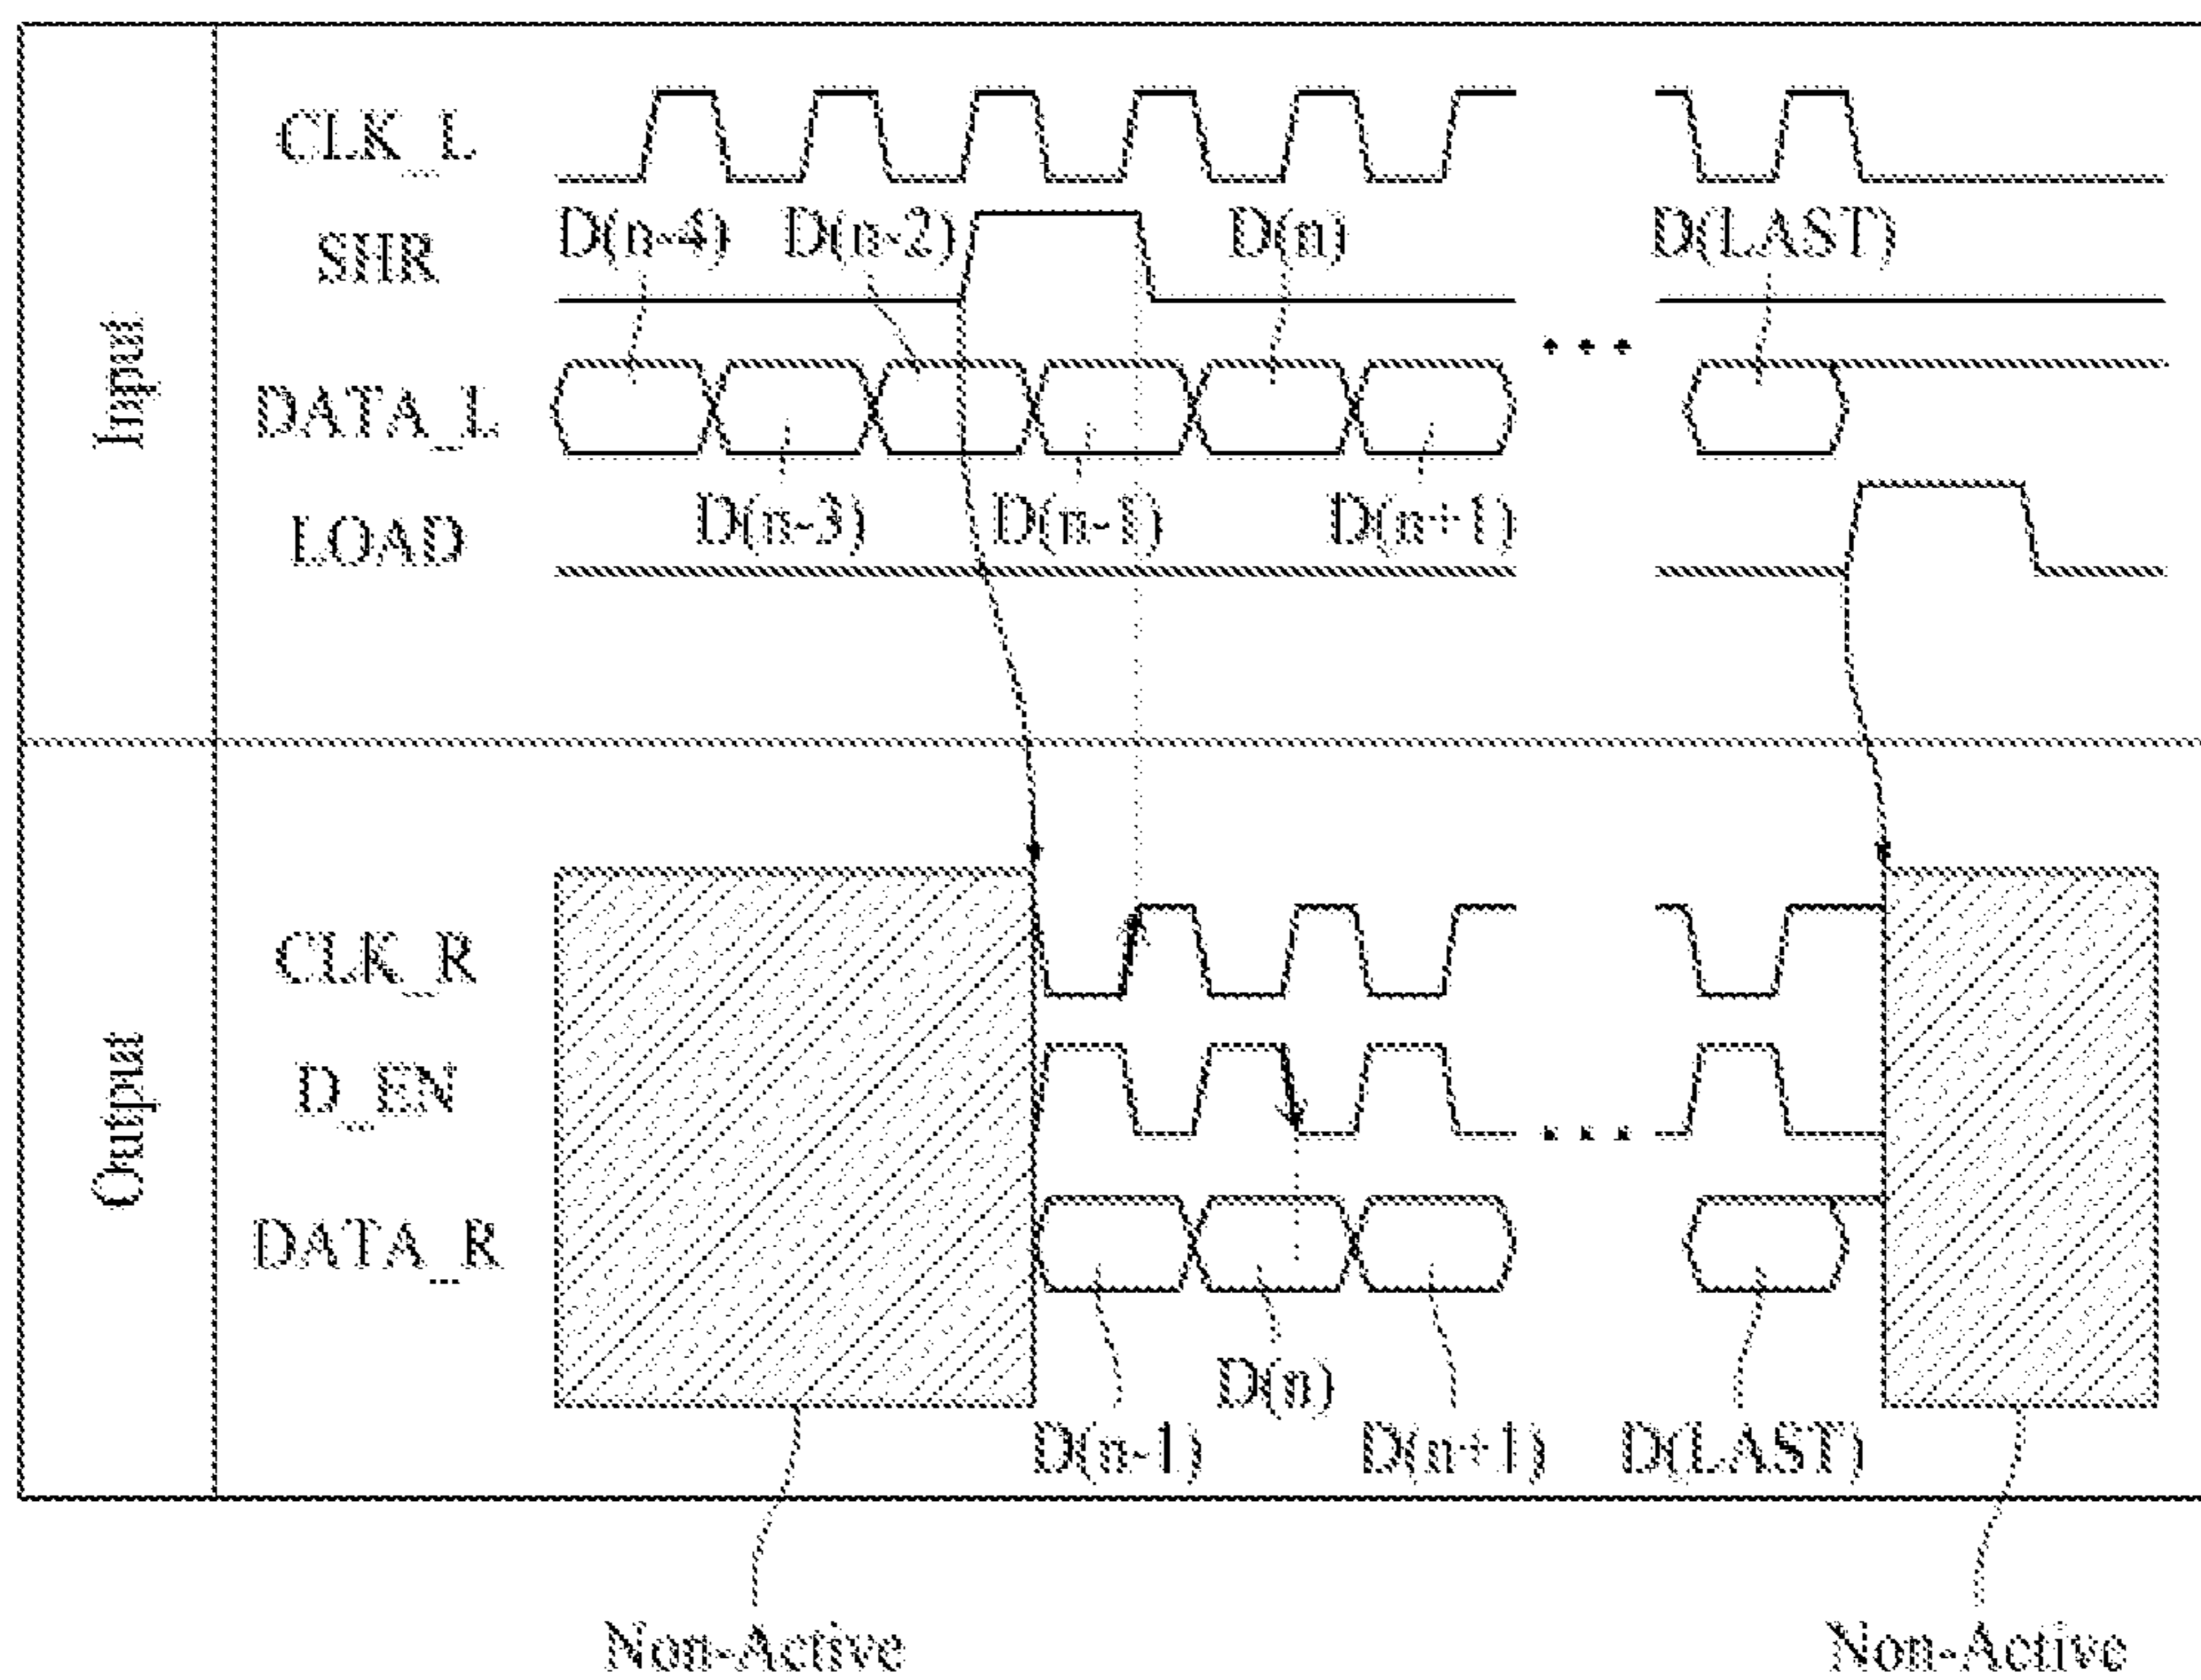 Input
CLK_L
SHR
D(n-4) D(n-2) D(n) D(LAST)
DATA_L
D(n-3) D(n-1) D(n+1)
LOAD
Output
CLK_R
D_EN
DATA_R
D(n)
D(n-1) D(n+1) D(LAST)
Non-Active Non-Active